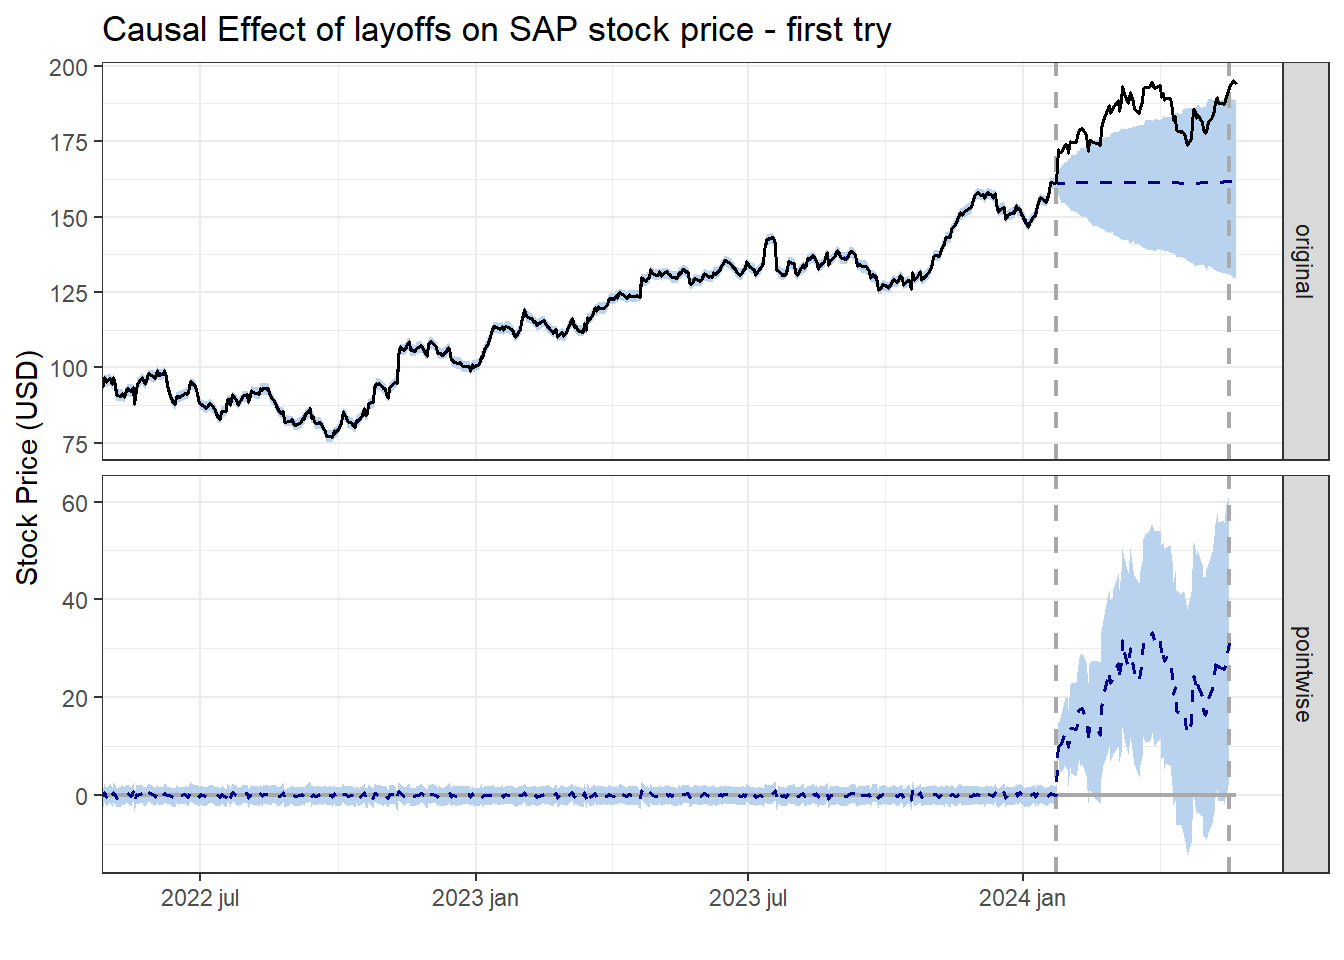 Causal Effect of layoffs on SAP stock price - first try
200
175
150
125
100
75
original
Stock Price (USD)
60
40
20
0
pointwise
2022 jul
2023 jan
2023 jul
2024 jan